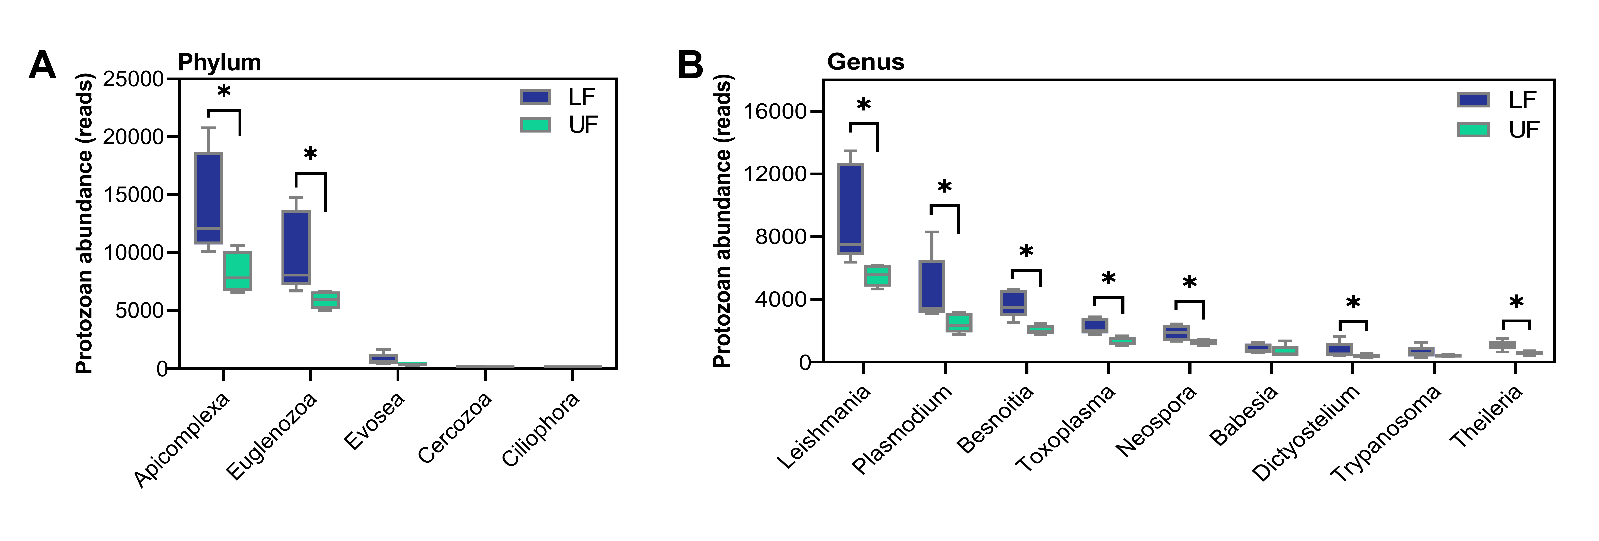 A
Phylum
Protozoan abundance (reads)
25000
20000
15000
10000
5000
0
*
*
LF
UF
Apicomplexa
Euglenozoa
Evosea
Cercozoa
Ciliophora
B
Genus
Protozoan abundance (reads)
16000
12000
8000
4000
0
*
*
*
*
*
*
*
LF
UF
Leishmania
Plasmodium
Besnoitia
Toxoplasma
Neospora
Babesia
Dictyostelium
Trypanosoma
Theileria